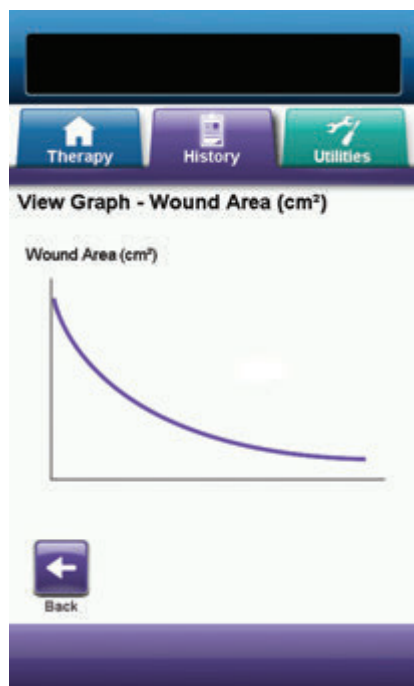 Therapy
History
Utilities
View Graph - Wound Area (cm²)
Wound Area (cm²)
Back